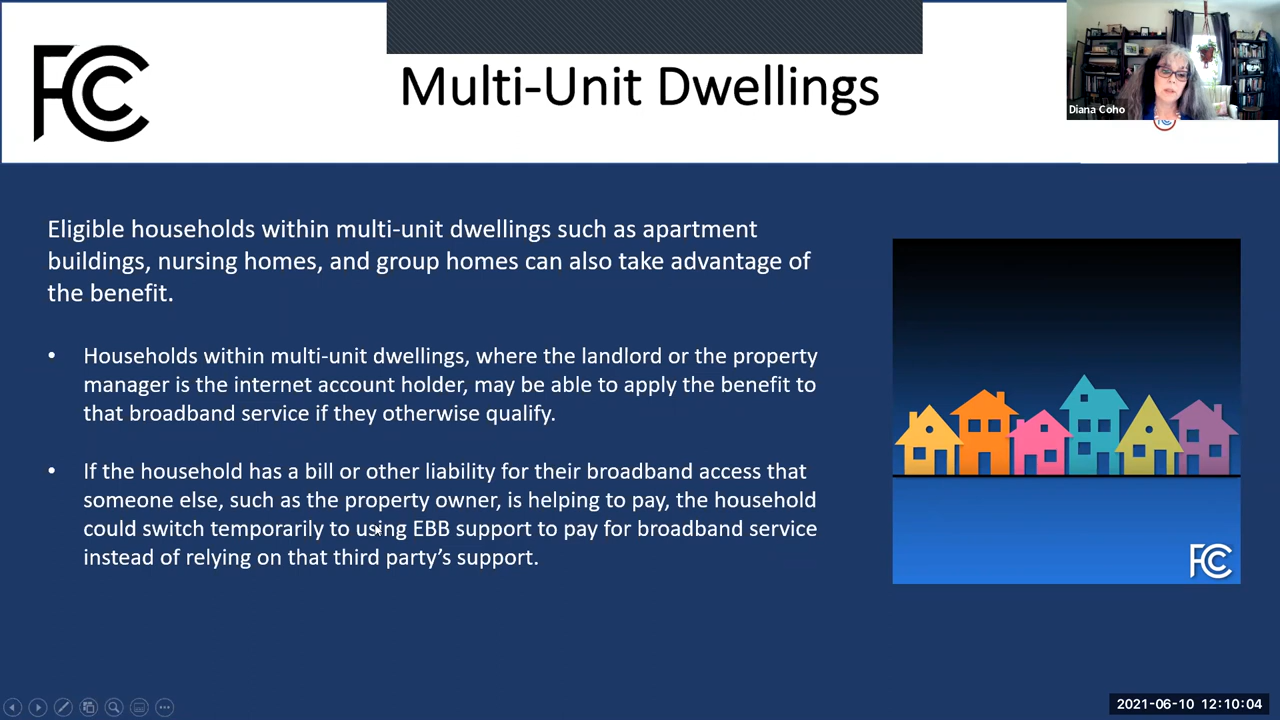 FCC
Multi-Unit Dwellings
Diana Coho
Eligible households within multi-unit dwellings such as apartment
buildings, nursing homes, and group homes can also take advantage of
the benefit.
• Households within multi-unit dwellings, where the landlord or the property
manager is the internet account holder, may be able to apply the benefit to
that broadband service if they otherwise qualify.
• If the household has a bill or other liability for their broadband access that
someone else, such as the property owner, is helping to pay, the household
could switch temporarily to using EBB support to pay for broadband service
instead of relying on that third party’s support.
FCC
2021-06-10 12:10:04